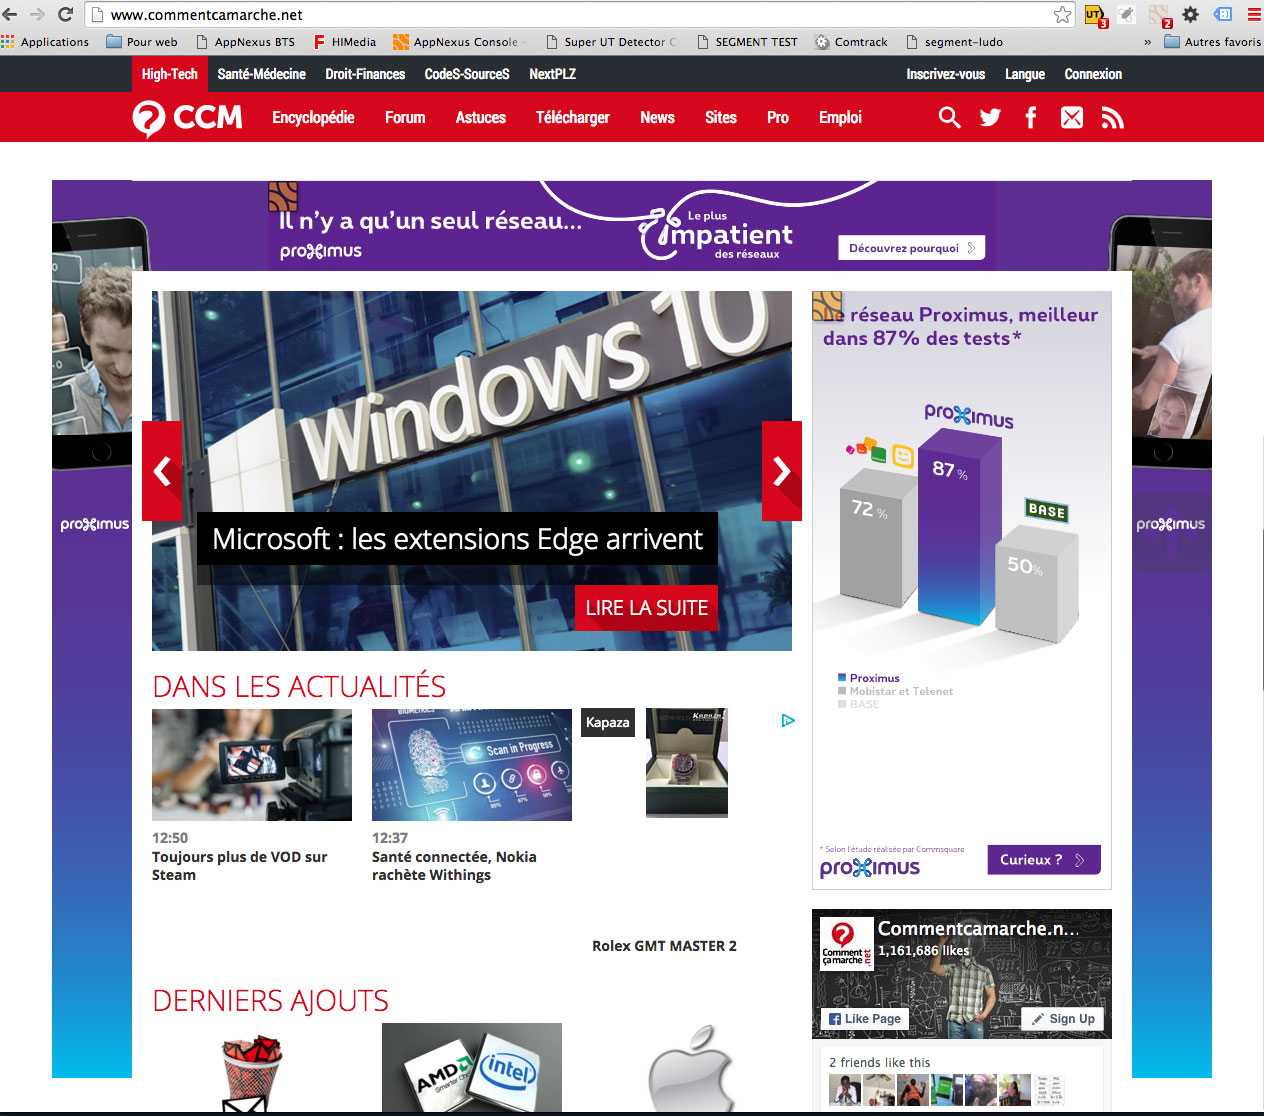 www.commentcamarche.net
UT
3
2
Applications
Pour web
AppNexus BTS
HIMedia
AppNexus Console -
Super UT Detector
SEGMENT TEST
Comtrack
segment-ludo
»
Autres favoris
High-Tech
Santé-Médecine
Droit-Finances
CodeS-SourceS
NextPLZ
Inscrivez-vous
Langue
Connexion
CCM
Encyclopédie
Forum
Astuces
Télécharger
News
Sites
Pro
Emploi
Il n'y a qu'un seul réseau...
proximus
Le plus
impatient
des réseaux
Découvrez pourquoi
Windows 10
Microsoft : les extensions Edge arrivent
LIRE LA SUITE
proximus
proximus
Le réseau Proximus, meilleur
dans 87% des tests*
proximus
87 %
72 %
BASE
50 %
Proximus
Mobistar et Telenet
BASE
* Selon l'étude réalisée par Commsquare
proximus
Curieux ?
DANS LES ACTUALITÉS
BIOMETRICS
Scan in Progress
Kapaza
Kapaza
12:50
Toujours plus de VOD sur
Steam
12:37
Santé connectée, Nokia
rachète Withings
Rolex GMT MASTER 2
DERNIERS AJOUTS
AMD
intel
Comment
ça marche
.net
Commentcamarche.n...
1,161,686 likes
Like Page
Sign Up
2 friends like this